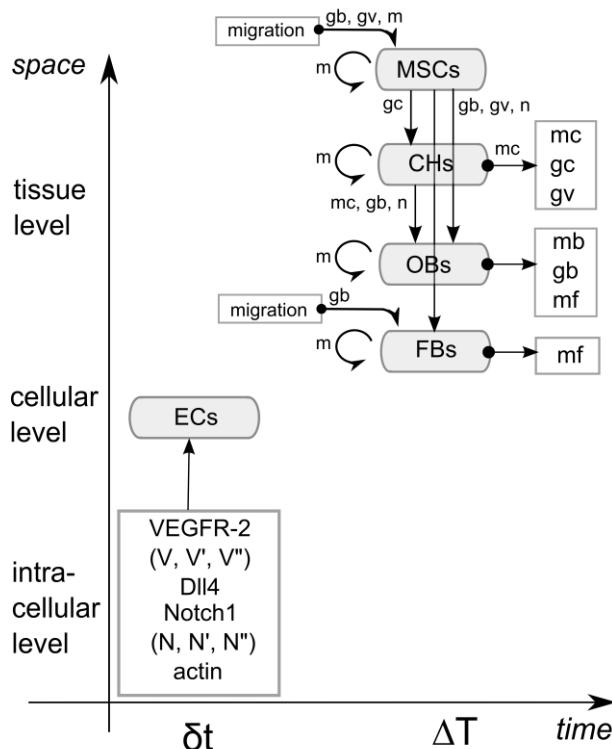 migration
gb, gv, m
space
m
MSCs
gc
gb, gv, n
m
CHs
mc
mc
gc
gv
tissue
level
mc, gb, n
m
OBs
mb
gb
mf
migration
gb
m
FBs
mf
cellular
level
ECs
VEGFR-2
(V, V', V")
Dll4
Notch1
(N, N', N")
actin
intra-
cellular
level
δt
ΔT
time